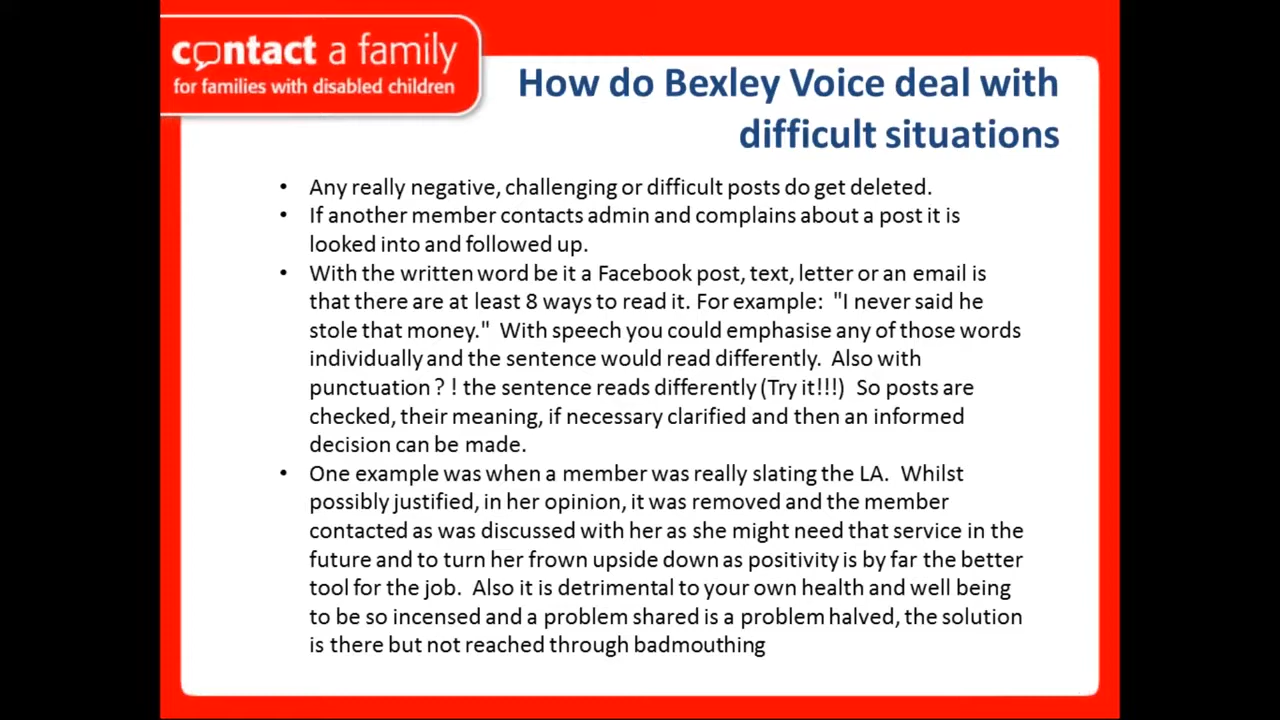 contact a family
for families with disabled children
How do Bexley Voice deal with
difficult situations
• Any really negative, challenging or difficult posts do get deleted.
• If another member contacts admin and complains about a post it is
looked into and followed up.
• With the written word be it a Facebook post, text, letter or an email is
that there are at least 8 ways to read it. For example:  "I never said he
stole that money."  With speech you could emphasise any of those words
individually and the sentence would read differently.  Also with
punctuation ? ! the sentence reads differently (Try it!!!)  So posts are
checked, their meaning, if necessary clarified and then an informed
decision can be made.
• One example was when a member was really slating the LA.  Whilst
possibly justified, in her opinion, it was removed and the member
contacted as was discussed with her as she might need that service in the
future and to turn her frown upside down as positivity is by far the better
tool for the job.  Also it is detrimental to your own health and well being
to be so incensed and a problem shared is a problem halved, the solution
is there but not reached through badmouthing